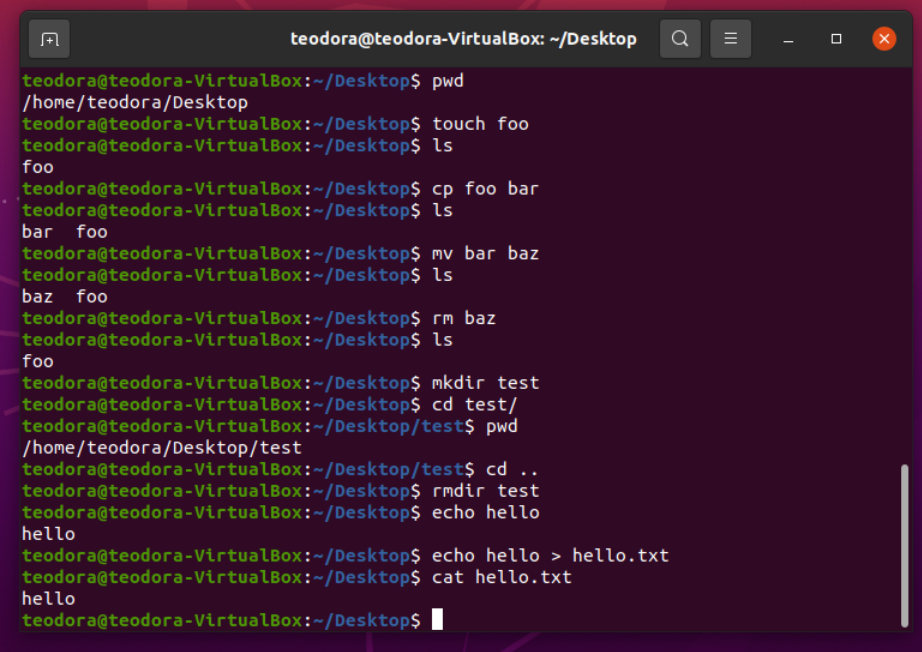 teodora@teodora-VirtualBox: ~/Desktop
teodora@teodora-VirtualBox:~/Desktop$ pwd
/home/teodora/Desktop
teodora@teodora-VirtualBox:~/Desktop$ touch foo
teodora@teodora-VirtualBox:~/Desktop$ ls
foo
teodora@teodora-VirtualBox:~/Desktop$ cp foo bar
teodora@teodora-VirtualBox:~/Desktop$ ls
bar  foo
teodora@teodora-VirtualBox:~/Desktop$ mv bar baz
teodora@teodora-VirtualBox:~/Desktop$ ls
baz  foo
teodora@teodora-VirtualBox:~/Desktop$ rm baz
teodora@teodora-VirtualBox:~/Desktop$ ls
foo
teodora@teodora-VirtualBox:~/Desktop$ mkdir test
teodora@teodora-VirtualBox:~/Desktop$ cd test/
teodora@teodora-VirtualBox:~/Desktop/test$ pwd
/home/teodora/Desktop/test
teodora@teodora-VirtualBox:~/Desktop/test$ cd ..
teodora@teodora-VirtualBox:~/Desktop$ rmdir test
teodora@teodora-VirtualBox:~/Desktop$ echo hello
hello
teodora@teodora-VirtualBox:~/Desktop$ echo hello > hello.txt
teodora@teodora-VirtualBox:~/Desktop$ cat hello.txt
hello
teodora@teodora-VirtualBox:~/Desktop$